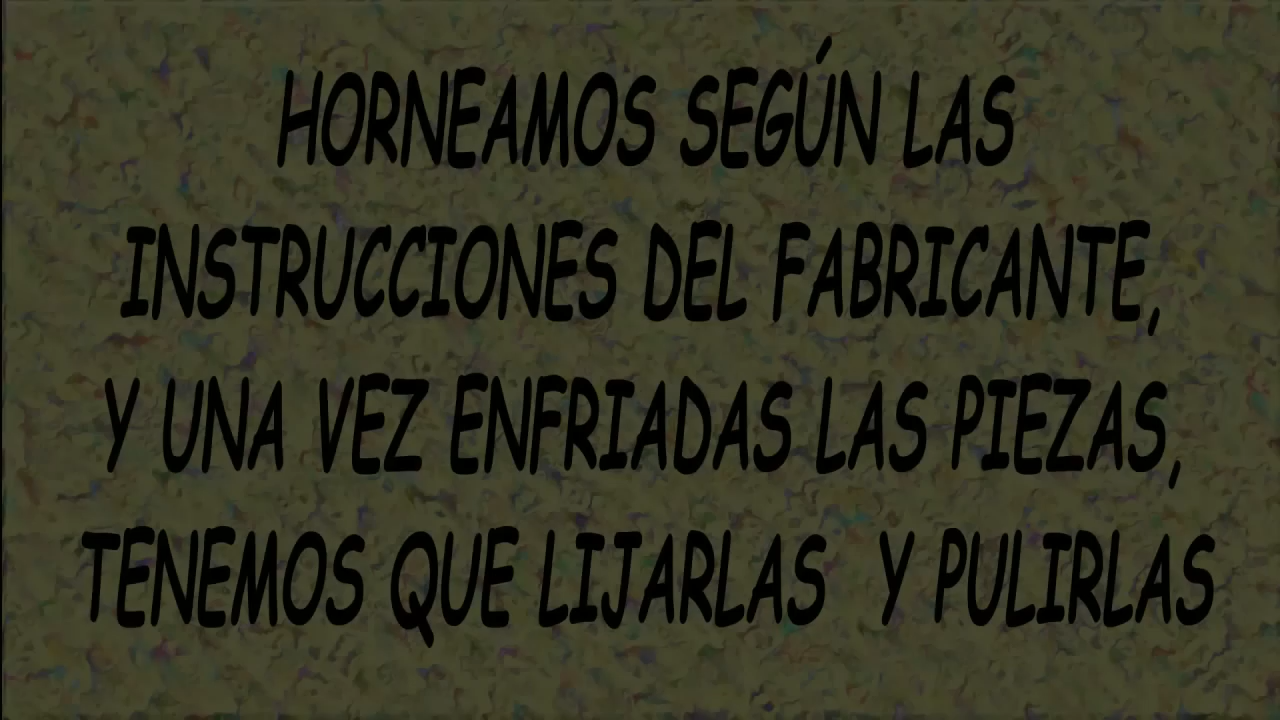 HORNEAMOS SEGÚN LAS
INSTRUCCIONES DEL FABRICANTE,
Y UNA VEZ ENFRIADAS LAS PIEZAS,
TENEMOS QUE LIJARLAS Y PULIRLAS